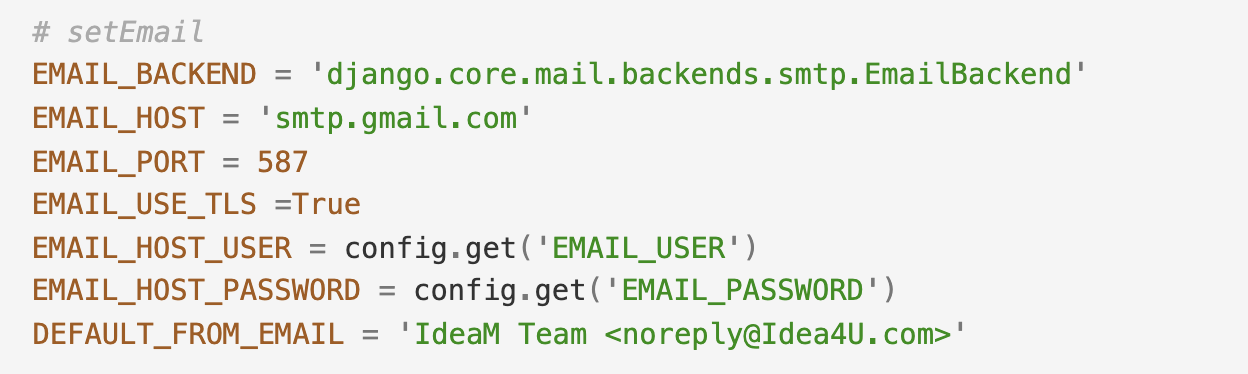 # setEmail
EMAIL_BACKEND = 'django.core.mail.backends.smtp.EmailBackend'
EMAIL_HOST = 'smtp.gmail.com'
EMAIL_PORT = 587
EMAIL_USE_TLS =True
EMAIL_HOST_USER = config.get('EMAIL_USER')
EMAIL_HOST_PASSWORD = config.get('EMAIL_PASSWORD')
DEFAULT_FROM_EMAIL = 'IdeaM Team <noreply@Idea4U.com>'